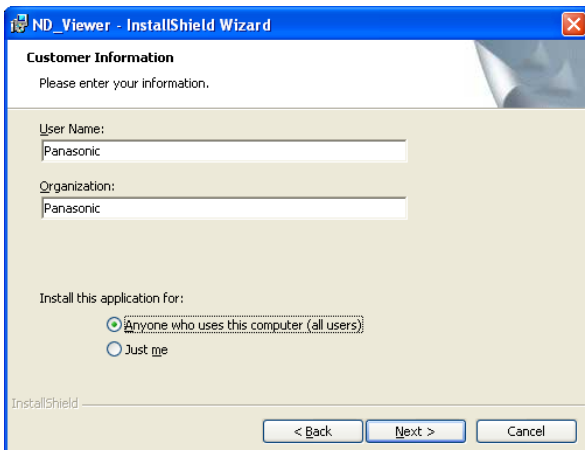 ND_Viewer - InstallShield Wizard
Customer Information
Please enter your information.
User Name:
Panasonic
Organization:
Panasonic
Install this application for:
Anyone who uses this computer (all users)
Just me
InstallShield
< Back Next > Cancel